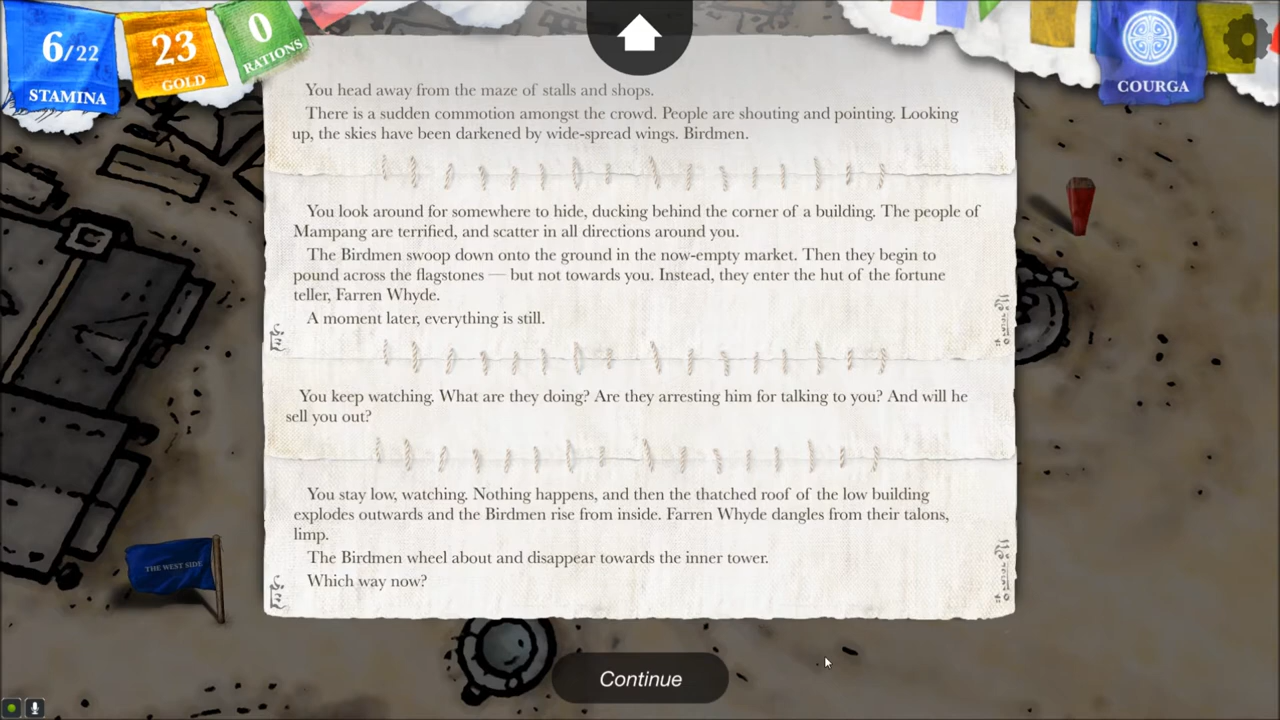 6/22
STAMINA
23
GOLD
0
RATIONS
COURGA
You head away from the maze of stalls and shops.
There is a sudden commotion amongst the crowd. People are shouting and pointing. Looking
up, the skies have been darkened by wide-spread wings. Birdmen.
You look around for somewhere to hide, ducking behind the corner of a building. The people of
Mampang are terrified, and scatter in all directions around you.
The Birdmen swoop down onto the ground in the now-empty market. Then they begin to
pound across the flagstones — but not towards you. Instead, they enter the hut of the fortune
teller, Farren Whyde.
A moment later, everything is still.
You keep watching. What are they doing? Are they arresting him for talking to you? And will he
sell you out?
You stay low, watching. Nothing happens, and then the thatched roof of the low building
explodes outwards and the Birdmen rise from inside. Farren Whyde dangles from their talons,
limp.
The Birdmen wheel about and disappear towards the inner tower.
Which way now?
THE WEST SIDE
Continue